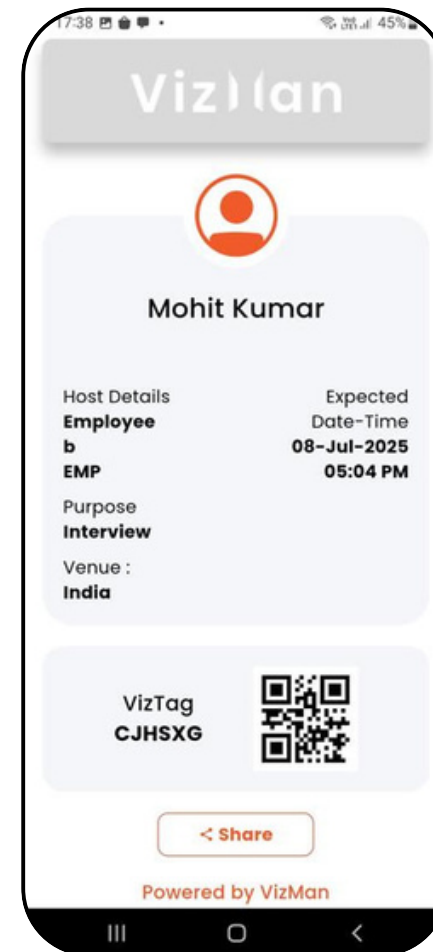 17:38
45%
VizMan
Mohit Kumar
Host Details
Employee
b
EMP
Expected
Date-Time
08-Jul-2025
05:04 PM
Purpose
Interview
Venue :
India
VizTag
CJHSXG
Share
Powered by VizMan